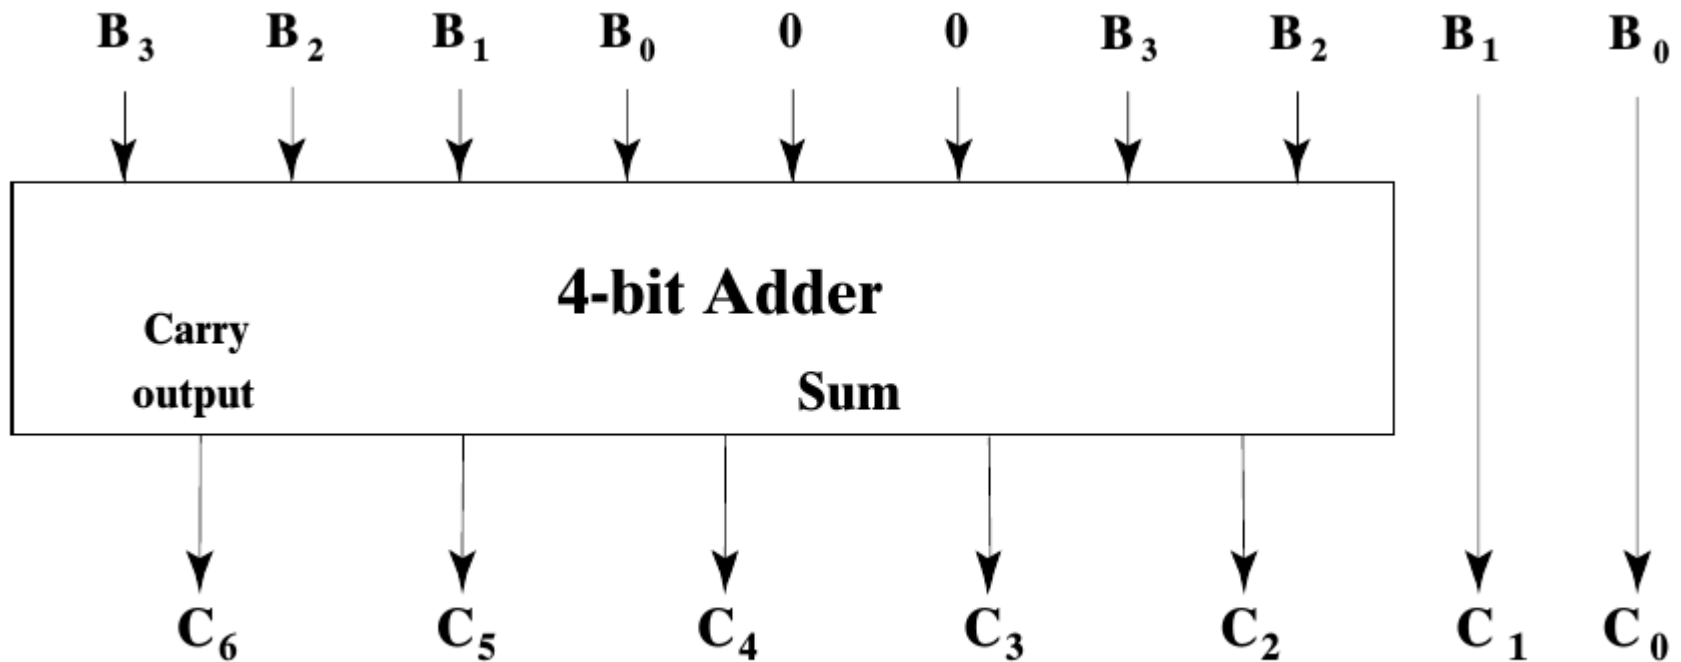 B₃ B₂ B₁ B₀ 0 0 B₃ B₂ B₁ B₀
4-bit Adder
Carry
output
Sum
C₆ C₅ C₄ C₃ C₂ C₁ C₀